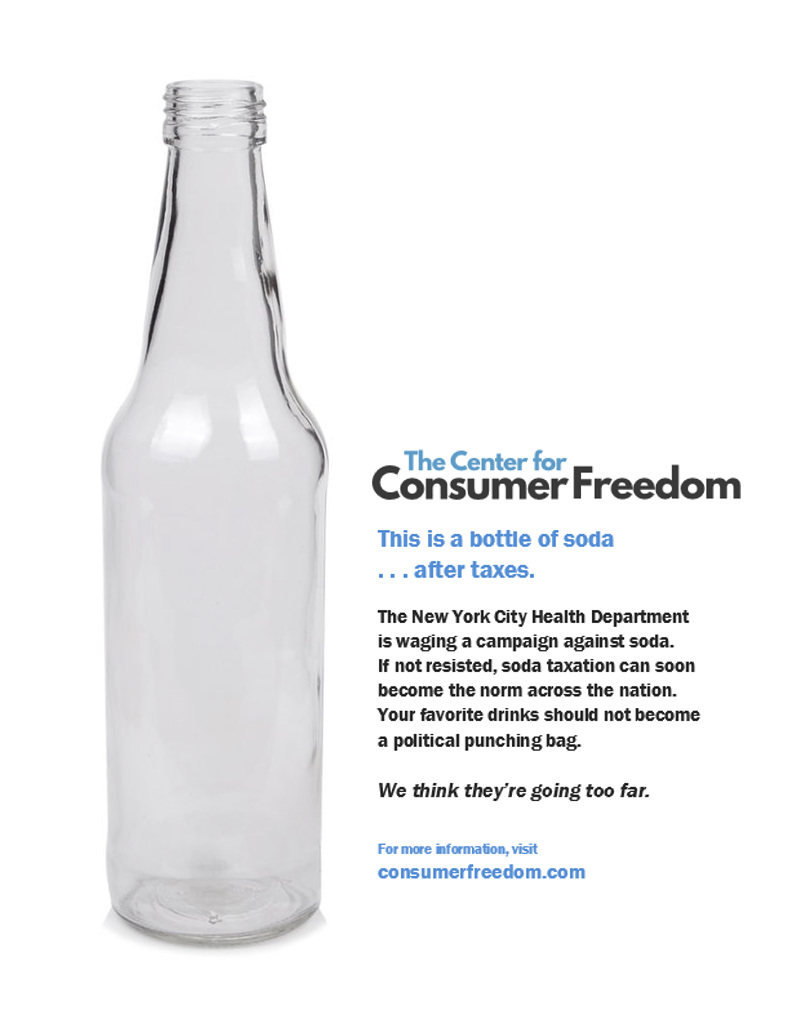 The Center for
Consumer Freedom
This is a bottle of soda
. . . after taxes.
The New York City Health Department
is waging a campaign against soda.
If not resisted, soda taxation can soon
become the norm across the nation.
Your favorite drinks should not become
a political punching bag.
We think they're going too far.
For more information, visit
consumerfreedom.com